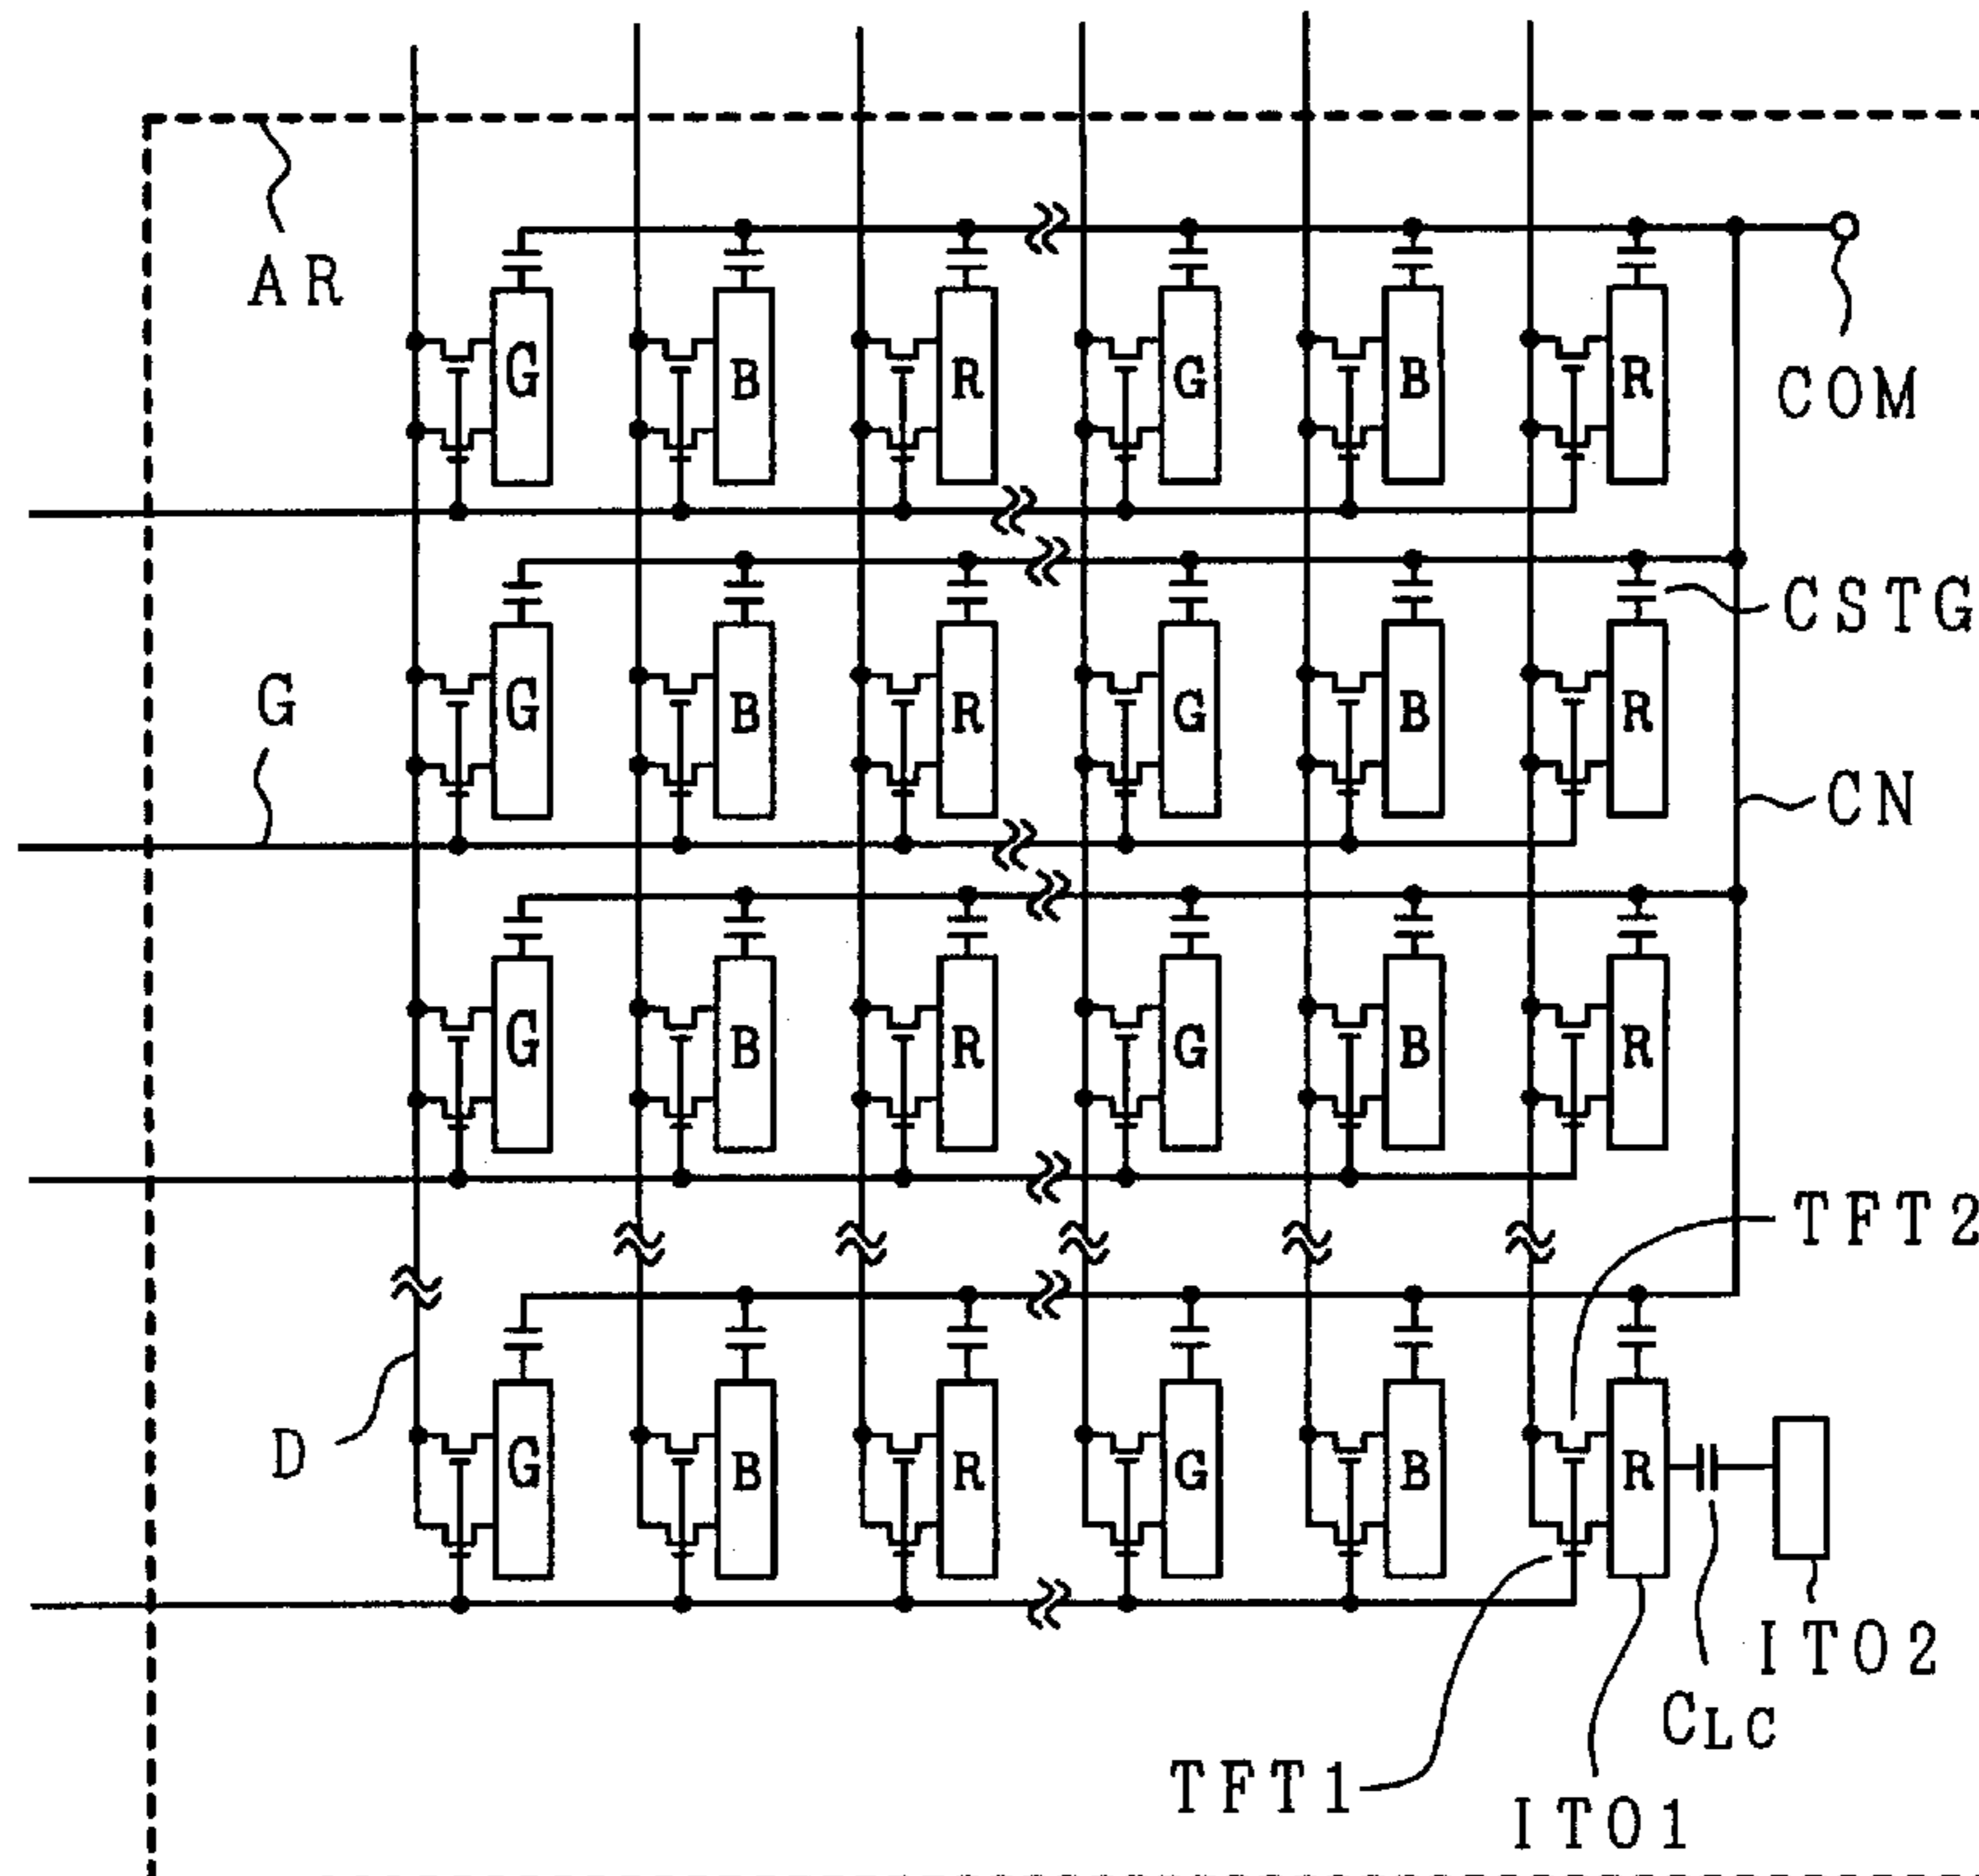 AR
G B R G B R
COM
CSTG
G
G B R G B R
CN
G B R G B R
TFT2
D
G B R G B R
ITO2
CLC
TFT1
ITO1